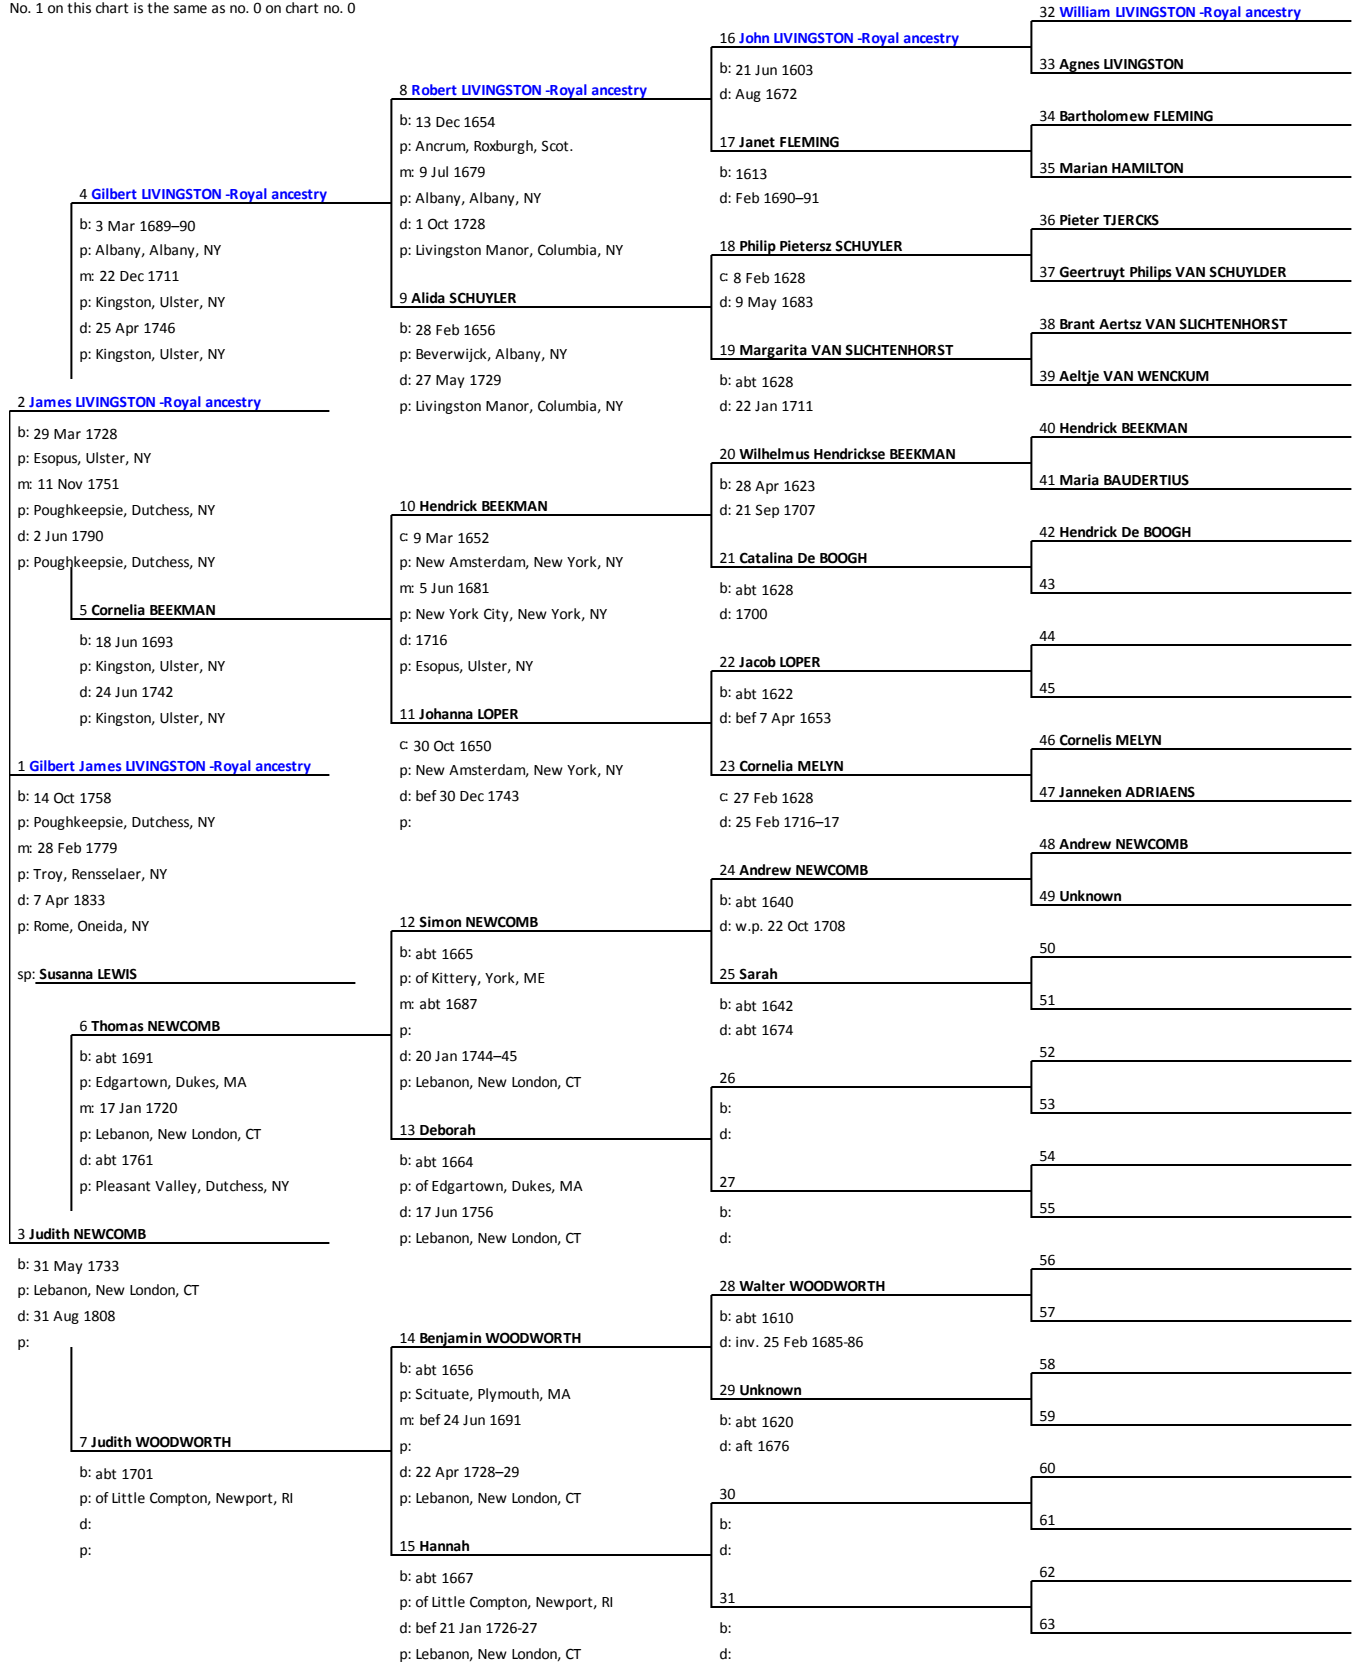 No. 1 on this chart is the same as no. 0 on chart no. 0
1 Gilbert James LIVINGSTON -Royal ancestry
b: 14 Oct 1758
p: Poughkeepsie, Dutchess, NY
m: 28 Feb 1779
p: Troy, Rensselaer, NY
d: 7 Apr 1833
p: Rome, Oneida, NY
sp: Susanna LEWIS
2 James LIVINGSTON -Royal ancestry
b: 29 Mar 1728
p: Esopus, Ulster, NY
m: 11 Nov 1751
p: Poughkeepsie, Dutchess, NY
d: 2 Jun 1790
p: Poughkeepsie, Dutchess, NY
3 Judith NEWCOMB
b: 31 May 1733
p: Lebanon, New London, CT
d: 31 Aug 1808
p:
4 Gilbert LIVINGSTON -Royal ancestry
b: 3 Mar 1689–90
p: Albany, Albany, NY
m: 22 Dec 1711
p: Kingston, Ulster, NY
d: 25 Apr 1746
p: Kingston, Ulster, NY
5 Cornelia BEEKMAN
b: 18 Jun 1693
p: Kingston, Ulster, NY
d: 24 Jun 1742
p: Kingston, Ulster, NY
6 Thomas NEWCOMB
b: abt 1691
p: Edgartown, Dukes, MA
m: 17 Jan 1720
p: Lebanon, New London, CT
d: abt 1761
p: Pleasant Valley, Dutchess, NY
7 Judith WOODWORTH
b: abt 1701
p: of Little Compton, Newport, RI
d:
p:
8 Robert LIVINGSTON -Royal ancestry
b: 13 Dec 1654
p: Ancrum, Roxburgh, Scot.
m: 9 Jul 1679
p: Albany, Albany, NY
d: 1 Oct 1728
p: Livingston Manor, Columbia, NY
9 Alida SCHUYLER
b: 28 Feb 1656
p: Beverwijck, Albany, NY
d: 27 May 1729
p: Livingston Manor, Columbia, NY
10 Hendrick BEEKMAN
c: 9 Mar 1652
p: New Amsterdam, New York, NY
m: 5 Jun 1681
p: New York City, New York, NY
d: 1716
p: Esopus, Ulster, NY
11 Johanna LOPER
c: 30 Oct 1650
p: New Amsterdam, New York, NY
d: bef 30 Dec 1743
p:
12 Simon NEWCOMB
b: abt 1665
p: of Kittery, York, ME
m: abt 1687
p:
d: 20 Jan 1744–45
p: Lebanon, New London, CT
13 Deborah
b: abt 1664
p: of Edgartown, Dukes, MA
d: 17 Jun 1756
p: Lebanon, New London, CT
14 Benjamin WOODWORTH
b: abt 1656
p: Scituate, Plymouth, MA
m: bef 24 Jun 1691
p:
d: 22 Apr 1728–29
p: Lebanon, New London, CT
15 Hannah
b: abt 1667
p: of Little Compton, Newport, RI
d: bef 21 Jan 1726-27
p: Lebanon, New London, CT
16 John LIVINGSTON -Royal ancestry
b: 21 Jun 1603
d: Aug 1672
17 Janet FLEMING
b: 1613
d: Feb 1690–91
18 Philip Pietersz SCHUYLER
c: 8 Feb 1628
d: 9 May 1683
19 Margarita VAN SLICHTENHORST
b: abt 1628
d: 22 Jan 1711
20 Wilhelmus Hendrickse BEEKMAN
b: 28 Apr 1623
d: 21 Sep 1707
21 Catalina De BOOGH
b: abt 1628
d: 1700
22 Jacob LOPER
b: abt 1622
d: bef 7 Apr 1653
23 Cornelia MELYN
c: 27 Feb 1628
d: 25 Feb 1716–17
24 Andrew NEWCOMB
b: abt 1640
d: w.p. 22 Oct 1708
25 Sarah
b: abt 1642
d: abt 1674
26
b:
d:
27
b:
d:
28 Walter WOODWORTH
b: abt 1610
d: inv. 25 Feb 1685-86
29 Unknown
b: abt 1620
d: aft 1676
30
b:
d:
31
b:
d:
32 William LIVINGSTON -Royal ancestry
33 Agnes LIVINGSTON
34 Bartholomew FLEMING
35 Marian HAMILTON
36 Pieter TJERCKS
37 Geertruyt Philips VAN SCHUYLDER
38 Brant Aertsz VAN SLICHTENHORST
39 Aeltje VAN WENCKUM
40 Hendrick BEEKMAN
41 Maria BAUDERTIUS
42 Hendrick De BOOGH
43
44
45
46 Cornelis MELYN
47 Janneken ADRIAENS
48 Andrew NEWCOMB
49 Unknown
50
51
52
53
54
55
56
57
58
59
60
61
62
63